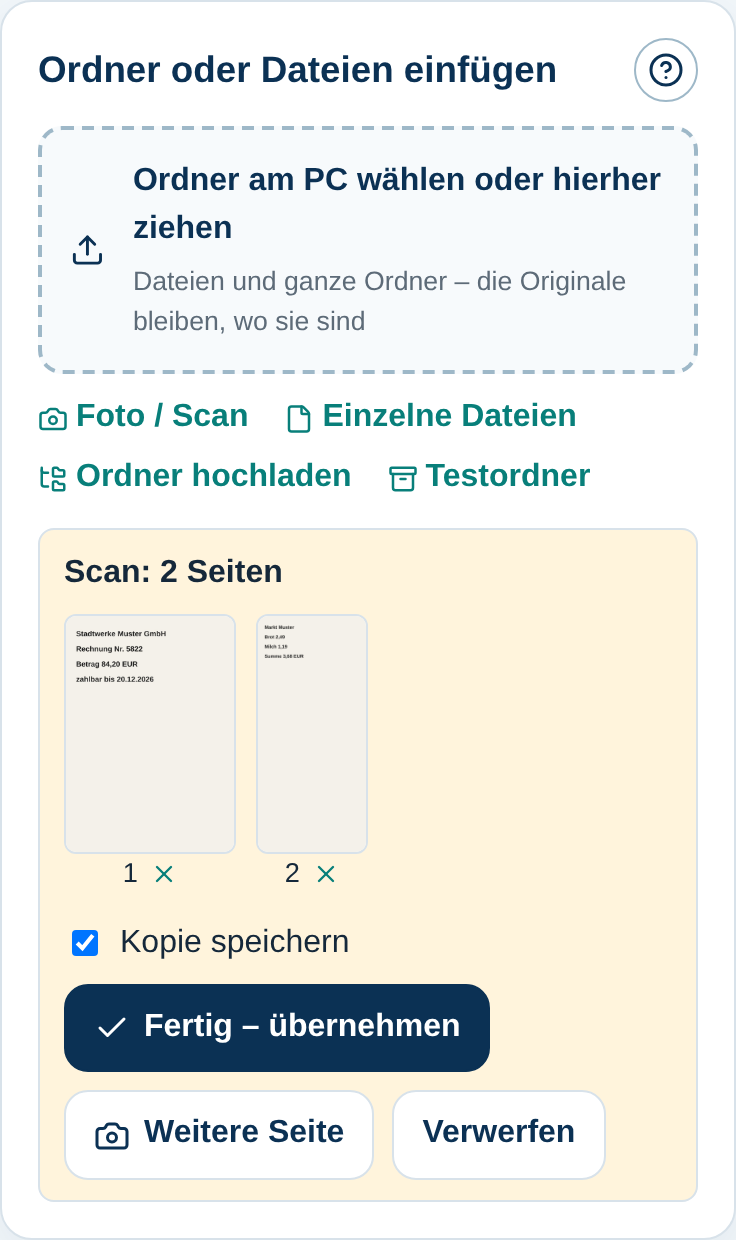 Ordner oder Dateien einfügen
Ordner am PC wählen oder hierher
ziehen
Dateien und ganze Ordner – die Originale
bleiben, wo sie sind
Foto / Scan
Einzelne Dateien
Ordner hochladen
Testordner
Scan: 2 Seiten
Stadtwerke Muster GmbH
Rechnung Nr. 5822
Betrag 84,20 EUR
zahlbar bis 20.12.2026
Markt Muster
Brot 2,49
Milch 1,19
Summe 3,68 EUR
1
2
Kopie speichern
Fertig – übernehmen
Weitere Seite
Verwerfen